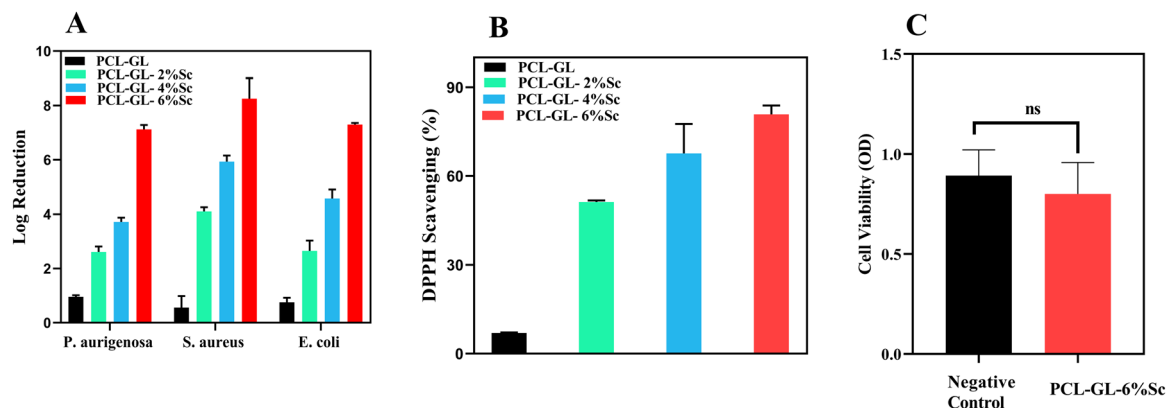 A
10
8
6
4
2
0
Log Reduction
PCL-GL
PCL-GL- 2%Sc
PCL-GL- 4%Sc
PCL-GL- 6%Sc
P. aurigenosa
S. aureus
E. coli
B
90
60
30
0
DPPH Scavenging (%)
PCL-GL
PCL-GL- 2%Sc
PCL-GL- 4%Sc
PCL-GL- 6%Sc
C
1.5
1.0
0.5
0.0
Cell Viability (OD)
ns
Negative
Control
PCL-GL-6%Sc